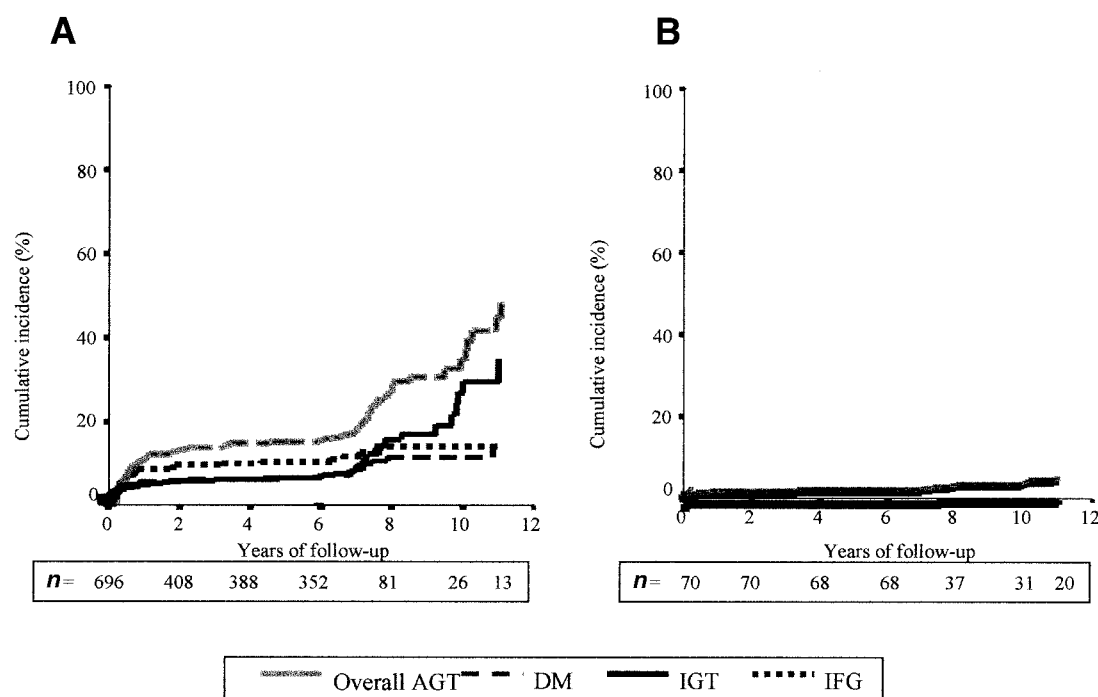 A
B
100
80
60
40
20
0
Cumulative incidence (%)
0 2 4 6 8 10 12
Years of follow-up
n= 696 408 388 352 81 26 13
100
80
60
40
20
0
Cumulative incidence (%)
0 2 4 6 8 10 12
Years of follow-up
n= 70 70 68 68 37 31 20
Overall AGT DM IGT IFG